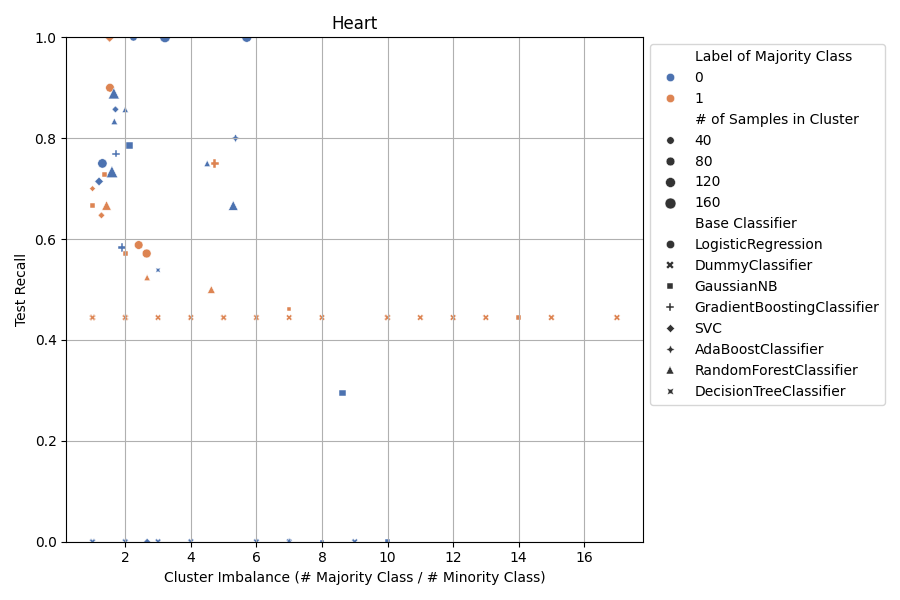 Heart
1.0
0.8
0.6
0.4
0.2
0.0
Test Recall
2 4 6 8 10 12 14 16
Cluster Imbalance (# Majority Class / # Minority Class)
Label of Majority Class
0
1
# of Samples in Cluster
40
80
120
160
Base Classifier
LogisticRegression
DummyClassifier
GaussianNB
GradientBoostingClassifier
SVC
AdaBoostClassifier
RandomForestClassifier
DecisionTreeClassifier